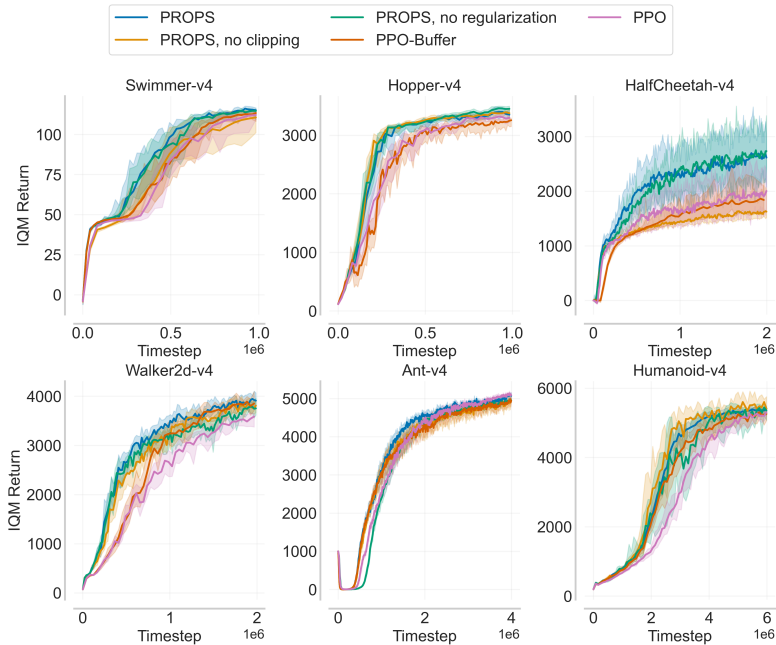 PROPS PROPS, no regularization PPO
PROPS, no clipping PPO-Buffer
Swimmer-v4 Hopper-v4 HalfCheetah-v4
IQM Return
100
75
50
25
0
0.0 0.5 1.0
Timestep 1e6
3000
2000
1000
0
0.0 0.5 1.0
Timestep 1e6
3000
2000
1000
0
0 1 2
Timestep 1e6
Walker2d-v4 Ant-v4 Humanoid-v4
IQM Return
4000
3000
2000
1000
0
0 1 2
Timestep 1e6
5000
4000
3000
2000
1000
0
0 2 4
Timestep 1e6
6000
4000
2000
0
0 2 4 6
Timestep 1e6